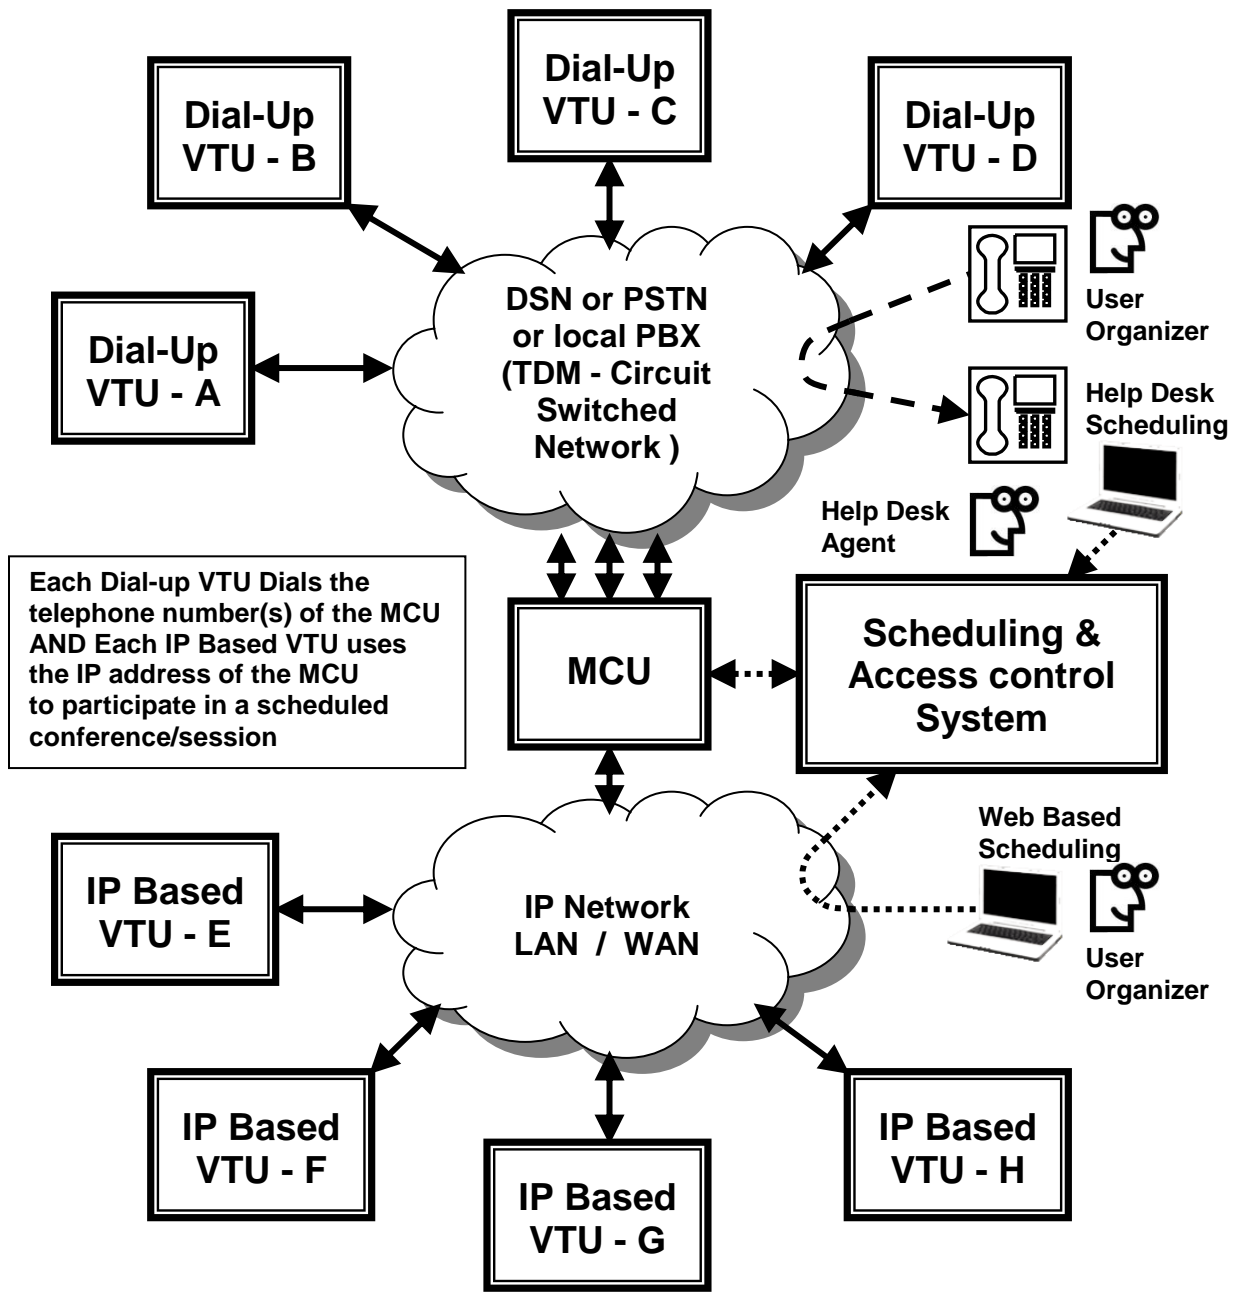 Dial-Up
VTU - C
Dial-Up
VTU - B
Dial-Up
VTU - D
User
Organizer
DSN or PSTN
or local PBX
(TDM - Circuit
Switched
Network )
Dial-Up
VTU - A
Help Desk
Scheduling
Help Desk
Agent
Each Dial-up VTU Dials the
telephone number(s) of the MCU
AND Each IP Based VTU uses
the IP address of the MCU
to participate in a scheduled
conference/session
MCU
Scheduling &
Access control
System
Web Based
Scheduling
User
Organizer
IP Based
VTU - E
IP Network
LAN / WAN
IP Based
VTU - F
IP Based
VTU - G
IP Based
VTU - H